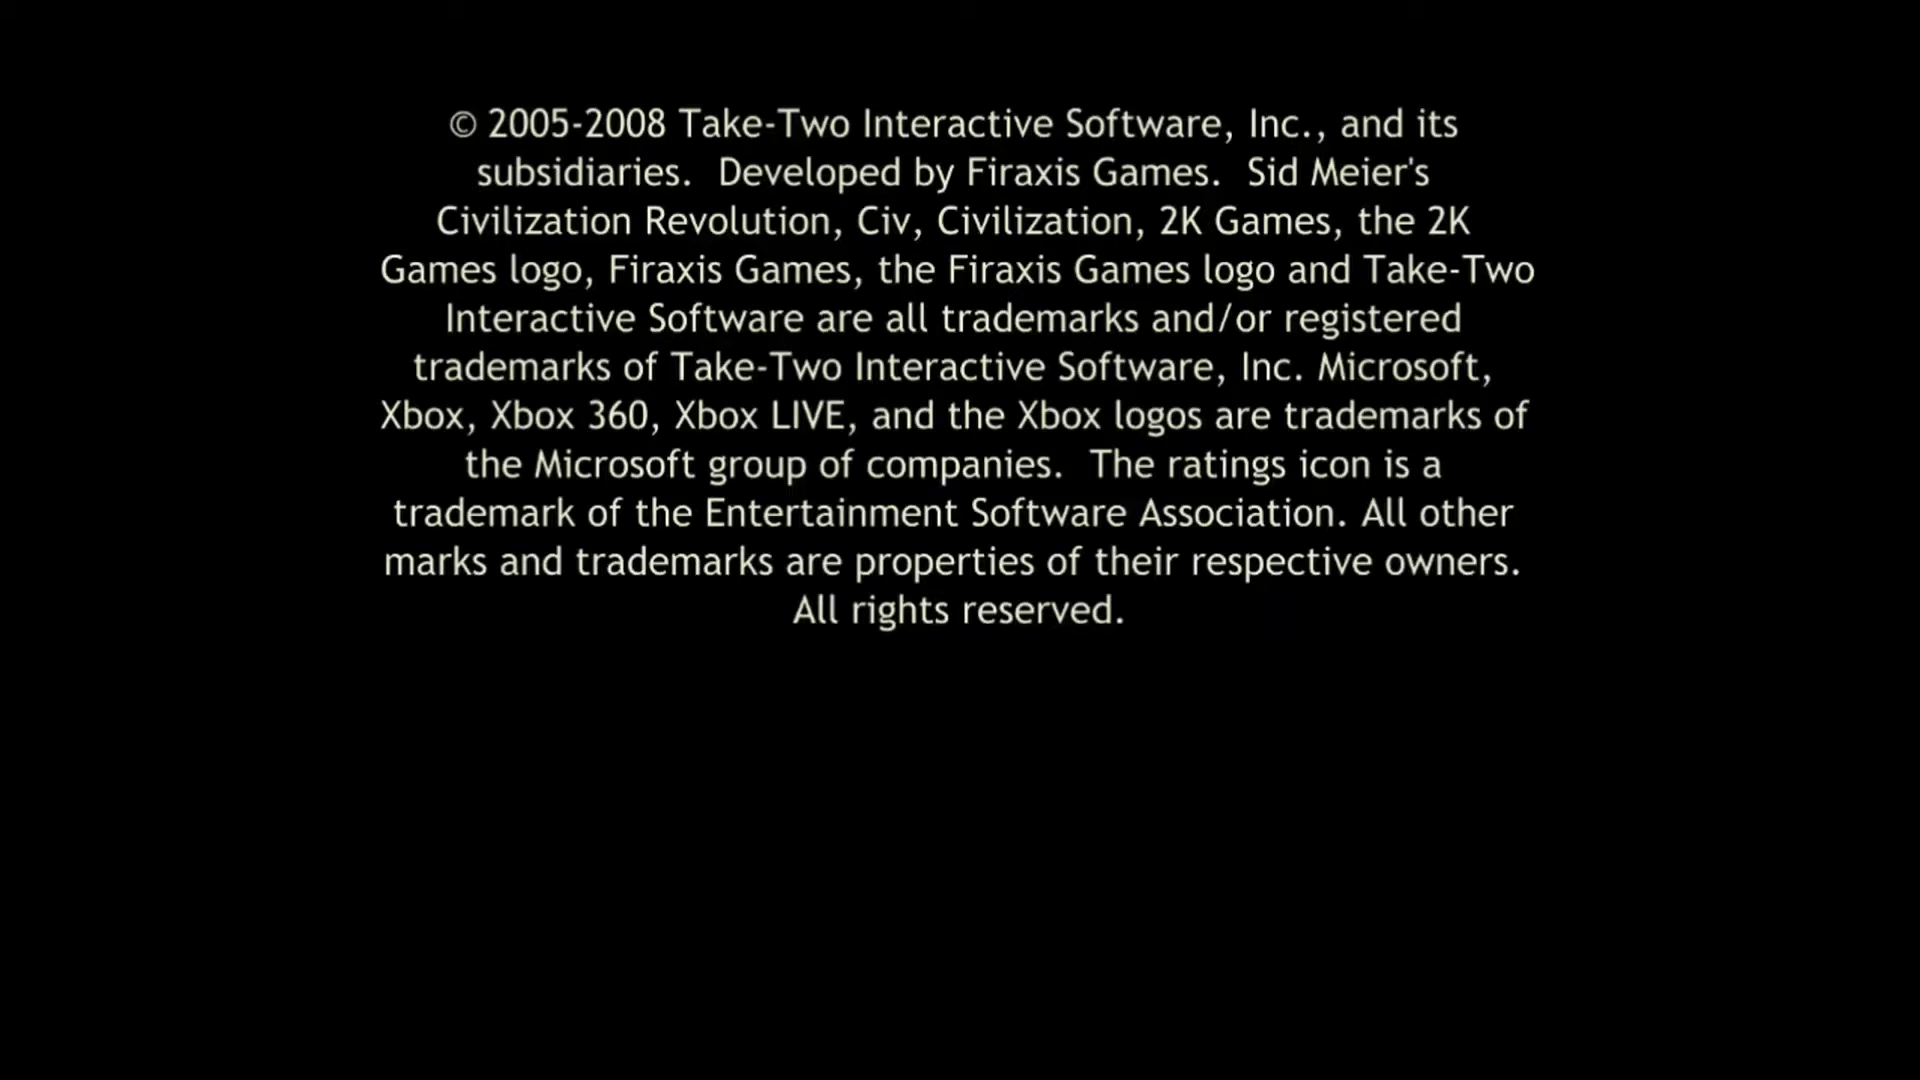 © 2005-2008 Take-Two Interactive Software, Inc., and its
subsidiaries.  Developed by Firaxis Games.  Sid Meier's
Civilization Revolution, Civ, Civilization, 2K Games, the 2K
Games logo, Firaxis Games, the Firaxis Games logo and Take-Two
Interactive Software are all trademarks and/or registered
trademarks of Take-Two Interactive Software, Inc. Microsoft,
Xbox, Xbox 360, Xbox LIVE, and the Xbox logos are trademarks of
the Microsoft group of companies.  The ratings icon is a
trademark of the Entertainment Software Association. All other
marks and trademarks are properties of their respective owners.
All rights reserved.